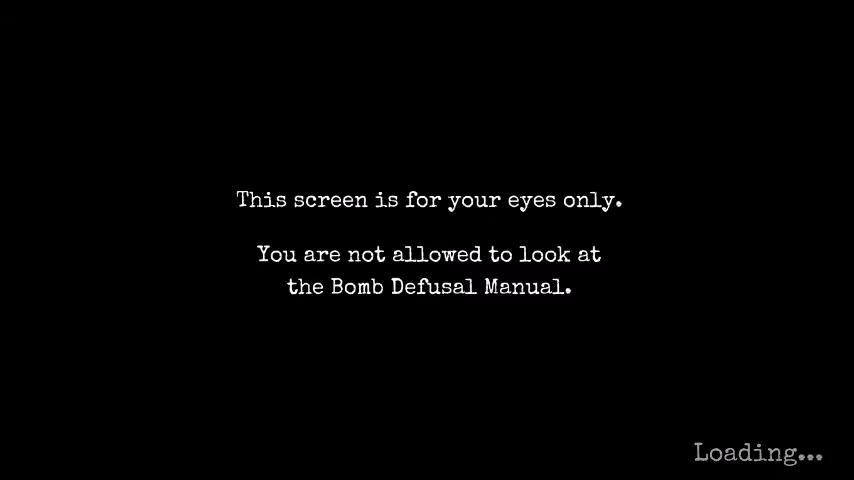 This screen is for your eyes only.
You are not allowed to look at
the Bomb Defusal Manual.
Loading...